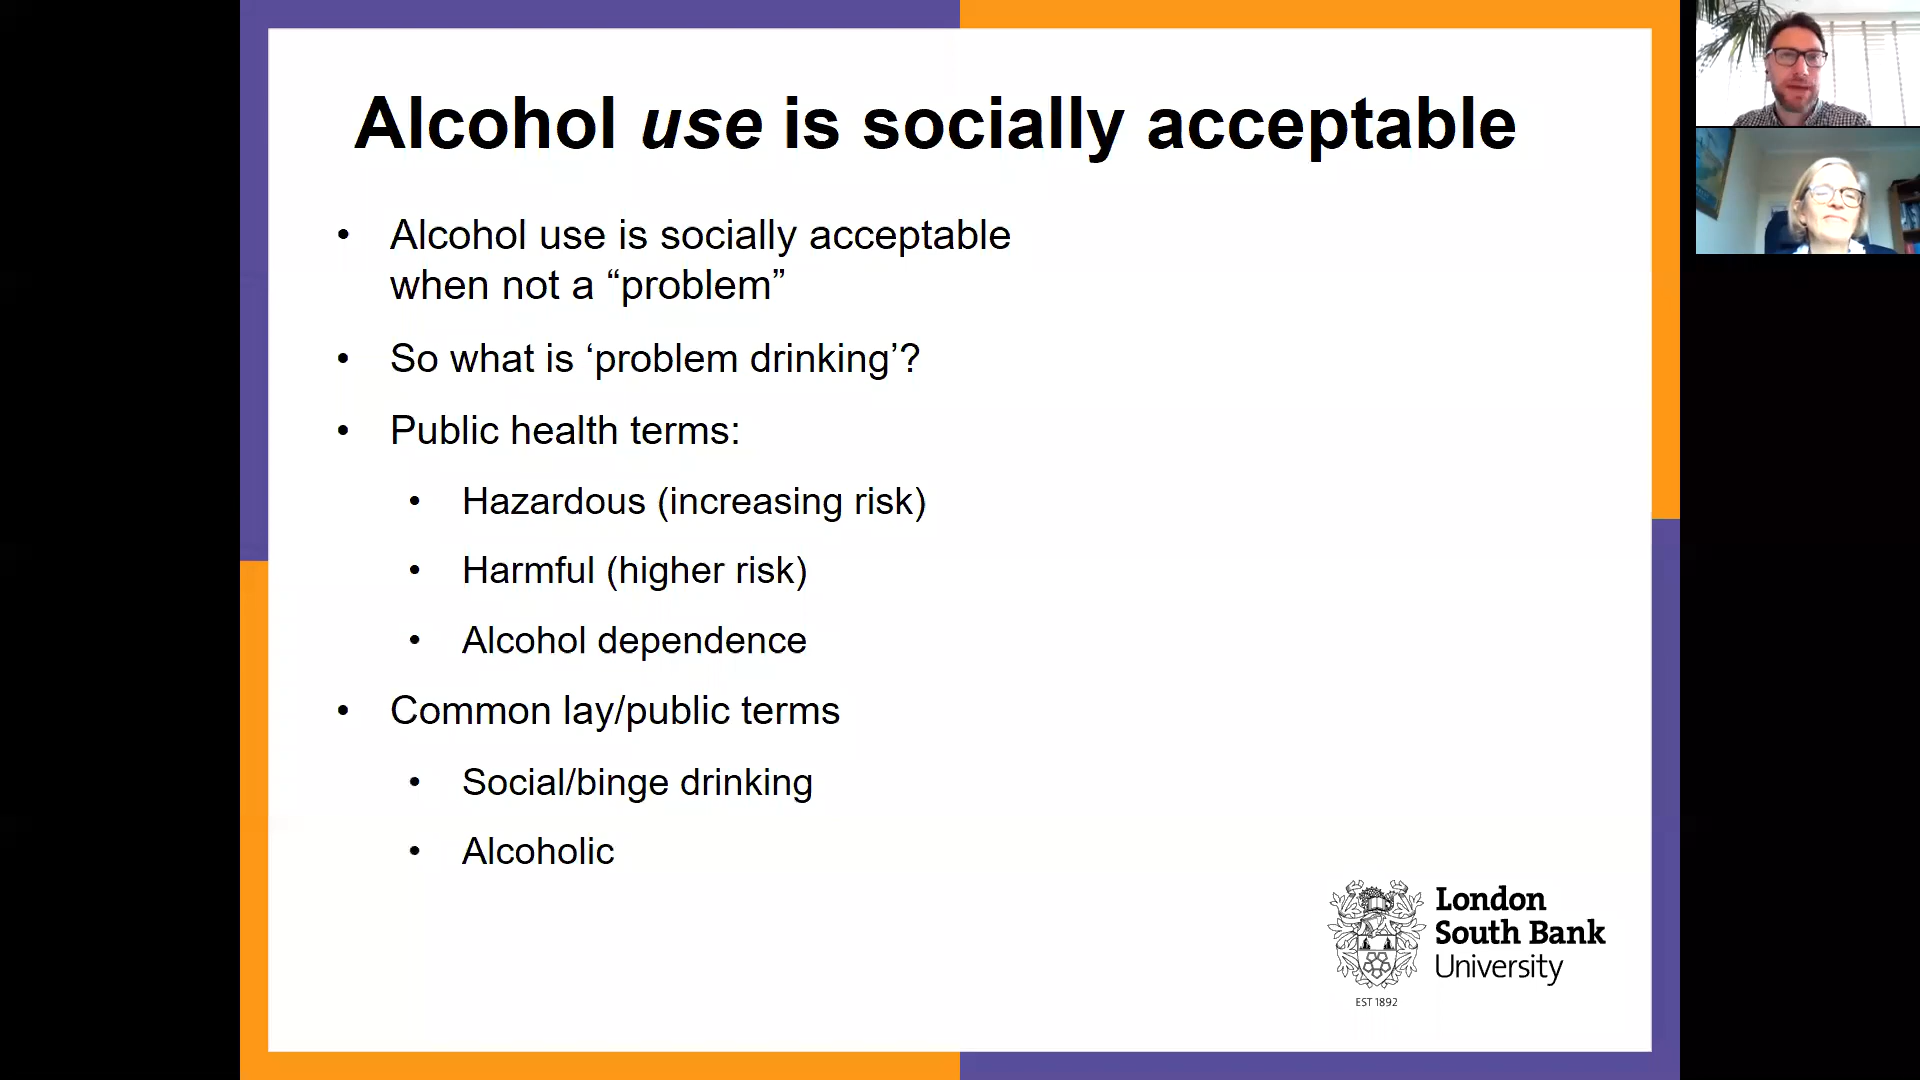 Alcohol use is socially acceptable
• Alcohol use is socially acceptable
when not a “problem”
• So what is ‘problem drinking’?
• Public health terms:
• Hazardous (increasing risk)
• Harmful (higher risk)
• Alcohol dependence
• Common lay/public terms
• Social/binge drinking
• Alcoholic
London
South Bank
University
EST 1892